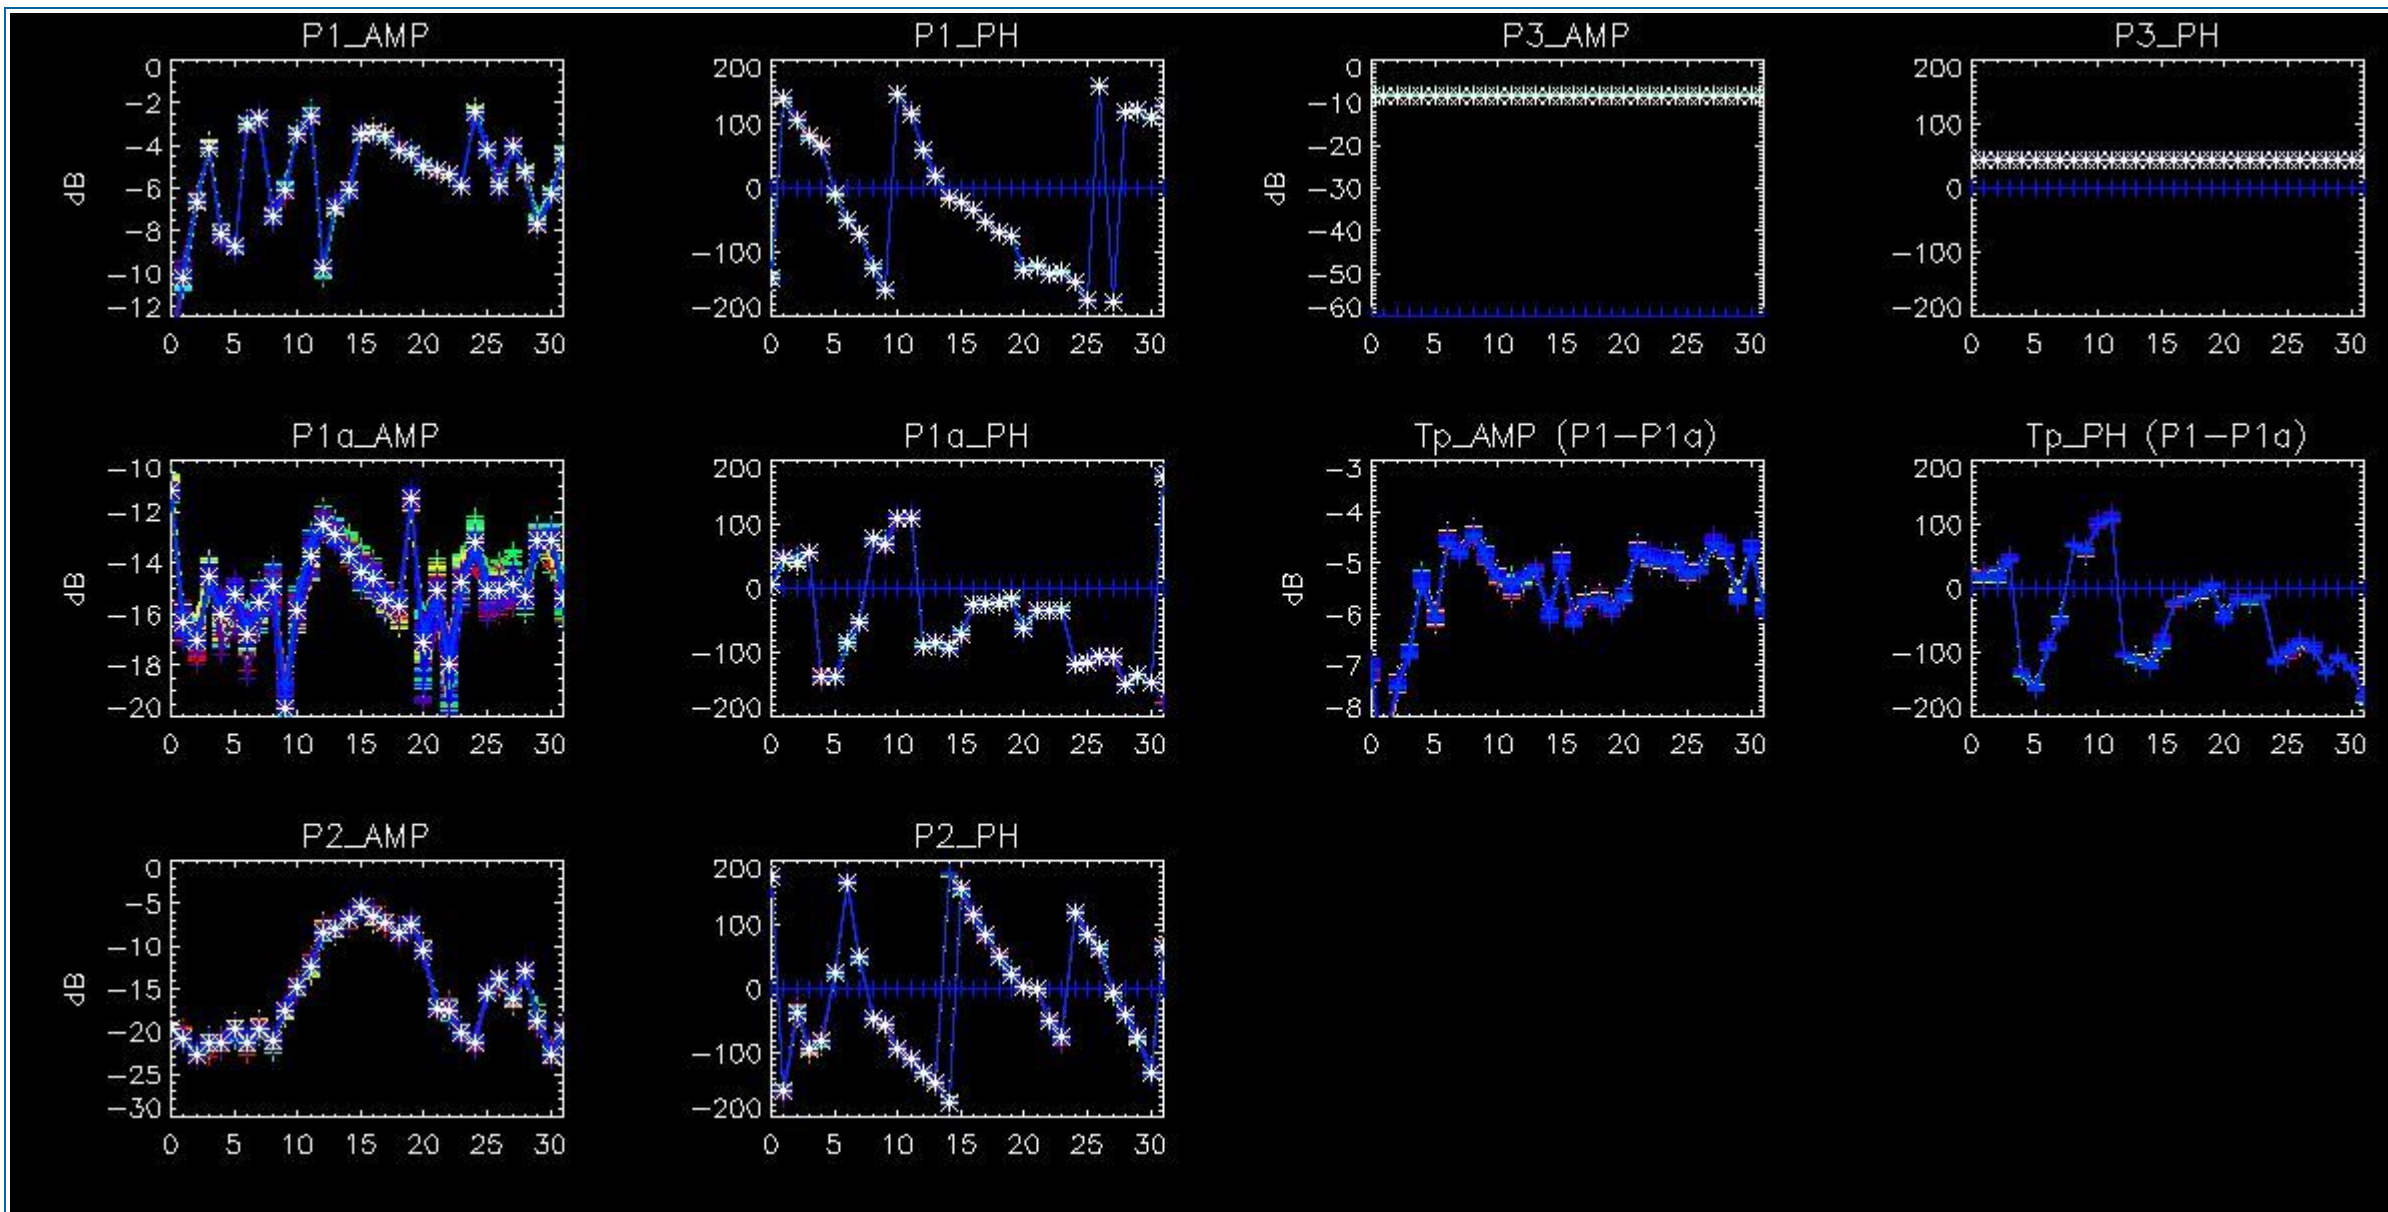 P1_AMP
P1_PH
P3_AMP
P3_PH
0
−2
−4
−6
−8
−10
−12
dB
0 5 10 15 20 25 30
200
100
0
−100
−200
0 5 10 15 20 25 30
0
−10
−20
−30
−40
−50
−60
dB
0 5 10 15 20 25 30
200
100
0
−100
−200
0 5 10 15 20 25 30
P1a_AMP
P1a_PH
Tp_AMP (P1−P1a)
Tp_PH (P1−P1a)
−10
−12
−14
−16
−18
−20
dB
0 5 10 15 20 25 30
200
100
0
−100
−200
0 5 10 15 20 25 30
−3
−4
−5
−6
−7
−8
dB
0 5 10 15 20 25 30
200
100
0
−100
−200
0 5 10 15 20 25 30
P2_AMP
P2_PH
0
−5
−10
−15
−20
−25
−30
dB
0 5 10 15 20 25 30
200
100
0
−100
−200
0 5 10 15 20 25 30